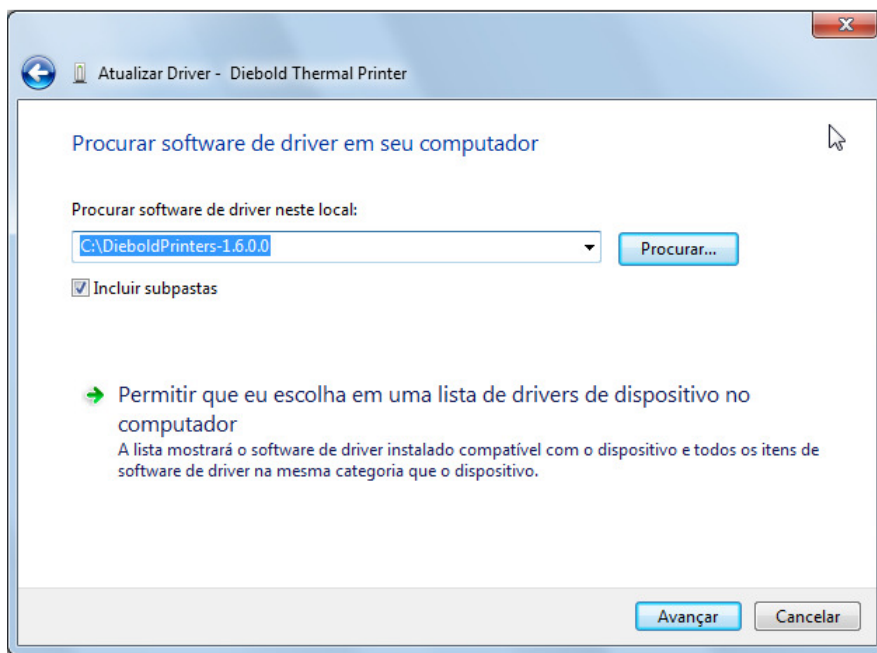 Atualizar Driver - Diebold Thermal Printer
Procurar software de driver em seu computador
Procurar software de driver neste local:
C:\DieboldPrinters-1.6.0.0
Procurar...
Incluir subpastas
Permitir que eu escolha em uma lista de drivers de dispositivo no
computador
A lista mostrará o software de driver instalado compatível com o dispositivo e todos os itens de
software de driver na mesma categoria que o dispositivo.
Avançar
Cancelar